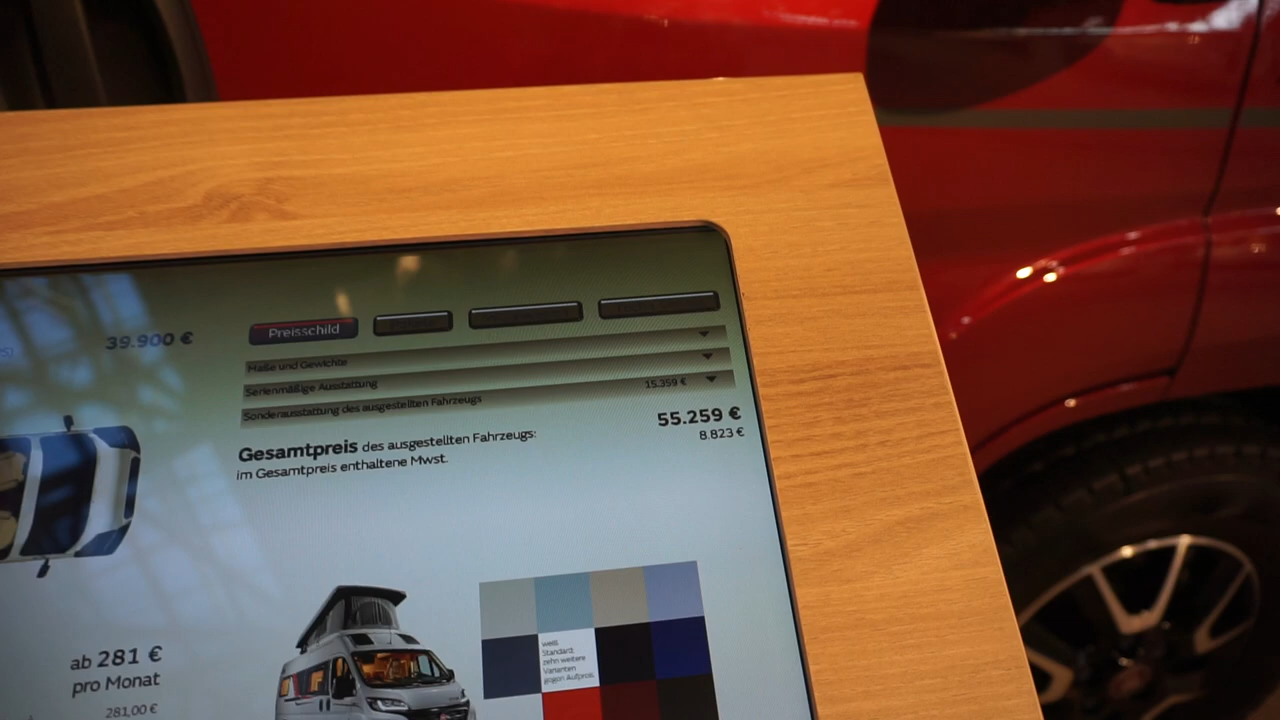 39.900 €
Preisschild
Maße und Gewichte
Serienmäßige Ausstattung
Sonderausstattung des ausgestellten Fahrzeugs 15.359 €
Gesamtpreis des ausgestellten Fahrzeugs: 55.259 €
im Gesamtpreis enthaltene Mwst. 8.823 €
ab 281 €
pro Monat
281,00 €
weiß
Standard,
zehn weitere
Varianten
gegen Aufpreis.